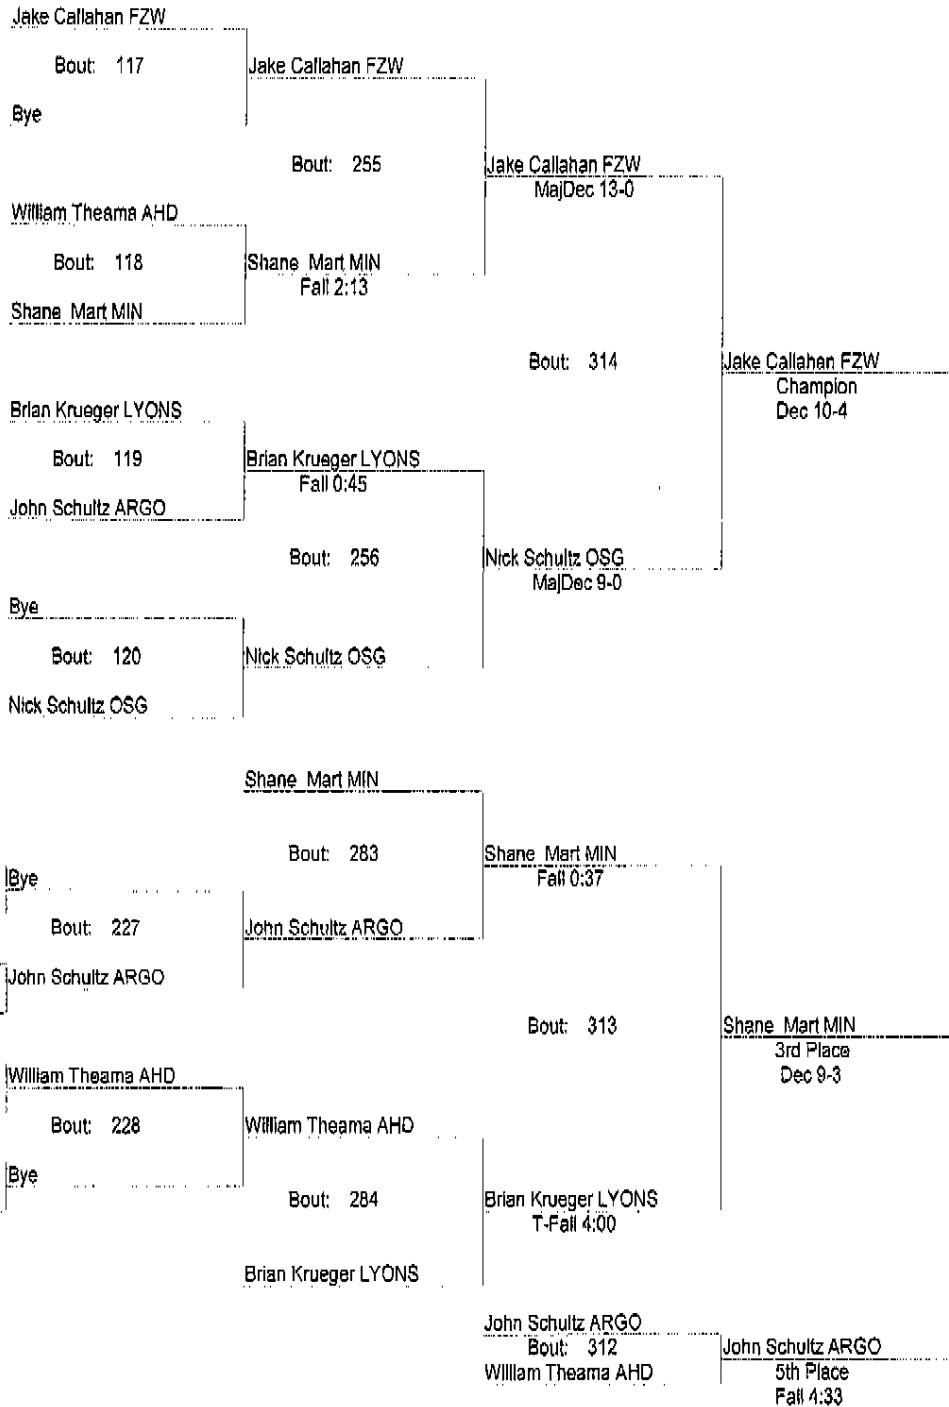 Jake Callahan FZW
Bout: 117
Jake Callahan FZW
Bye
Bout: 255
Jake Callahan FZW
MajDec 13-0
William Theama AHD
Bout: 118
Shane Mart MIN
Fall 2:13
Shane Mart MIN
Bout: 314
Jake Callahan FZW
Champion
Dec 10-4
Brian Krueger LYONS
Bout: 119
Brian Krueger LYONS
Fall 0:45
John Schultz ARGO
Bout: 256
Nick Schultz OSG
MajDec 9-0
Bye
Bout: 120
Nick Schultz OSG
Nick Schultz OSG
Shane Mart MIN
Bout: 283
Shane Mart MIN
Fall 0:37
Bye
Bout: 227
John Schultz ARGO
John Schultz ARGO
Bout: 313
Shane Mart MIN
3rd Place
Dec 9-3
William Theama AHD
Bout: 228
William Theama AHD
Bye
Bout: 284
Brian Krueger LYONS
T-Fall 4:00
Brian Krueger LYONS
John Schultz ARGO
Bout: 312
John Schultz ARGO
William Theama AHD
5th Place
Fall 4:33